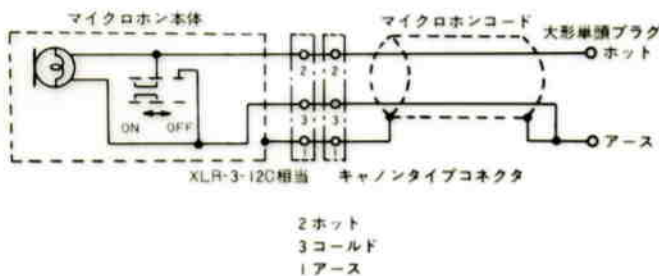 マイクロホン本体
マイクロホンコード
大形単頭プラグ
ホット
2 2
3 3
ON OFF
アース
XLR-3-12C相当 キャノンタイプコネクタ
2 ホット
3 コールド
1 アース